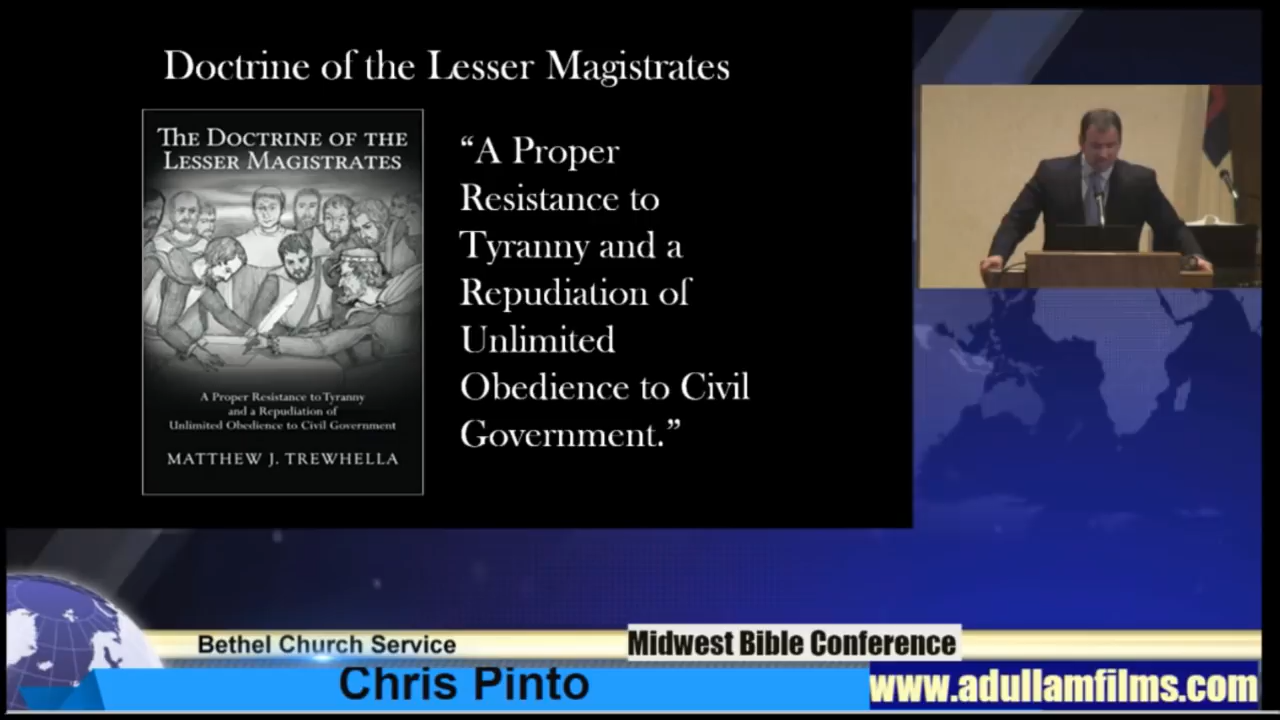 Doctrine of the Lesser Magistrates
THE DOCTRINE OF THE
LESSER MAGISTRATES
A Proper Resistance to Tyranny
and a Repudiation of
Unlimited Obedience to Civil Government
MATTHEW J. TREWHELLA
“A Proper
Resistance to
Tyranny and a
Repudiation of
Unlimited
Obedience to Civil
Government.”
Bethel Church Service
Midwest Bible Conference
Chris Pinto
www.adullamfilms.com